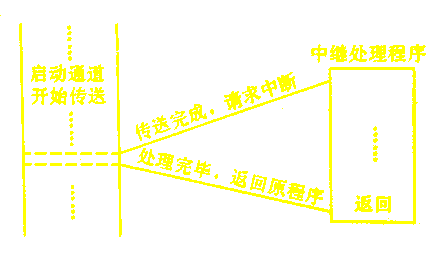 启动通道
开始传送
传送完成，请求中断
处理完毕，返回原程序
中继处理程序
返回